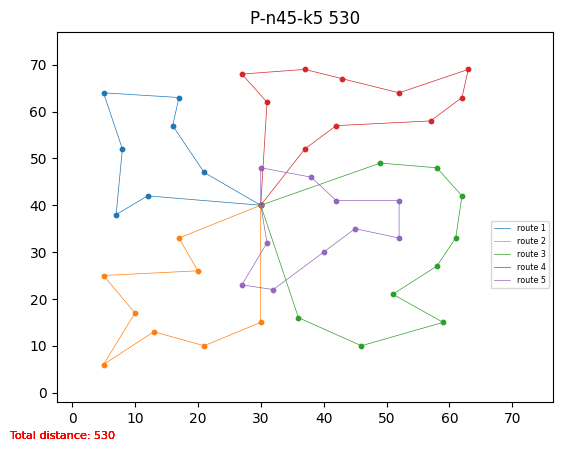 P-n45-k5 530
70
60
50
40
30
20
10
0
route 1
route 2
route 3
route 4
route 5
0 10 20 30 40 50 60 70
Total distance: 530